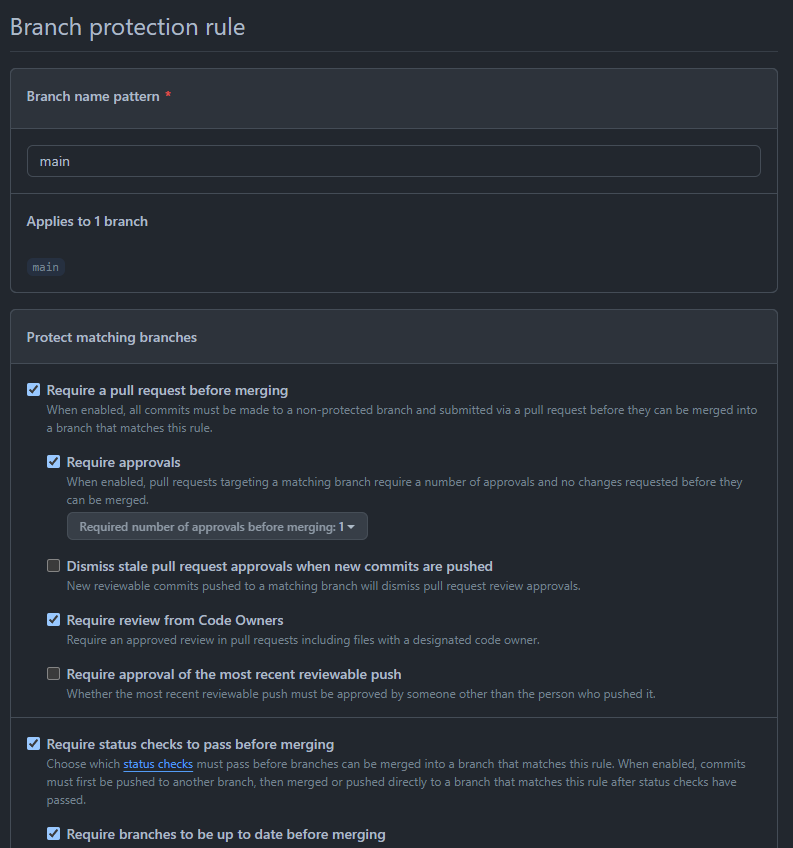 Branch protection rule
Branch name pattern *
main
Applies to 1 branch
main
Protect matching branches
Require a pull request before merging
When enabled, all commits must be made to a non-protected branch and submitted via a pull request before they can be merged into
a branch that matches this rule.
Require approvals
When enabled, pull requests targeting a matching branch require a number of approvals and no changes requested before they
can be merged.
Required number of approvals before merging: 1
Dismiss stale pull request approvals when new commits are pushed
New reviewable commits pushed to a matching branch will dismiss pull request review approvals.
Require review from Code Owners
Require an approved review in pull requests including files with a designated code owner.
Require approval of the most recent reviewable push
Whether the most recent reviewable push must be approved by someone other than the person who pushed it.
Require status checks to pass before merging
Choose which status checks must pass before branches can be merged into a branch that matches this rule. When enabled, commits
must first be pushed to another branch, then merged or pushed directly to a branch that matches this rule after status checks have
passed.
Require branches to be up to date before merging